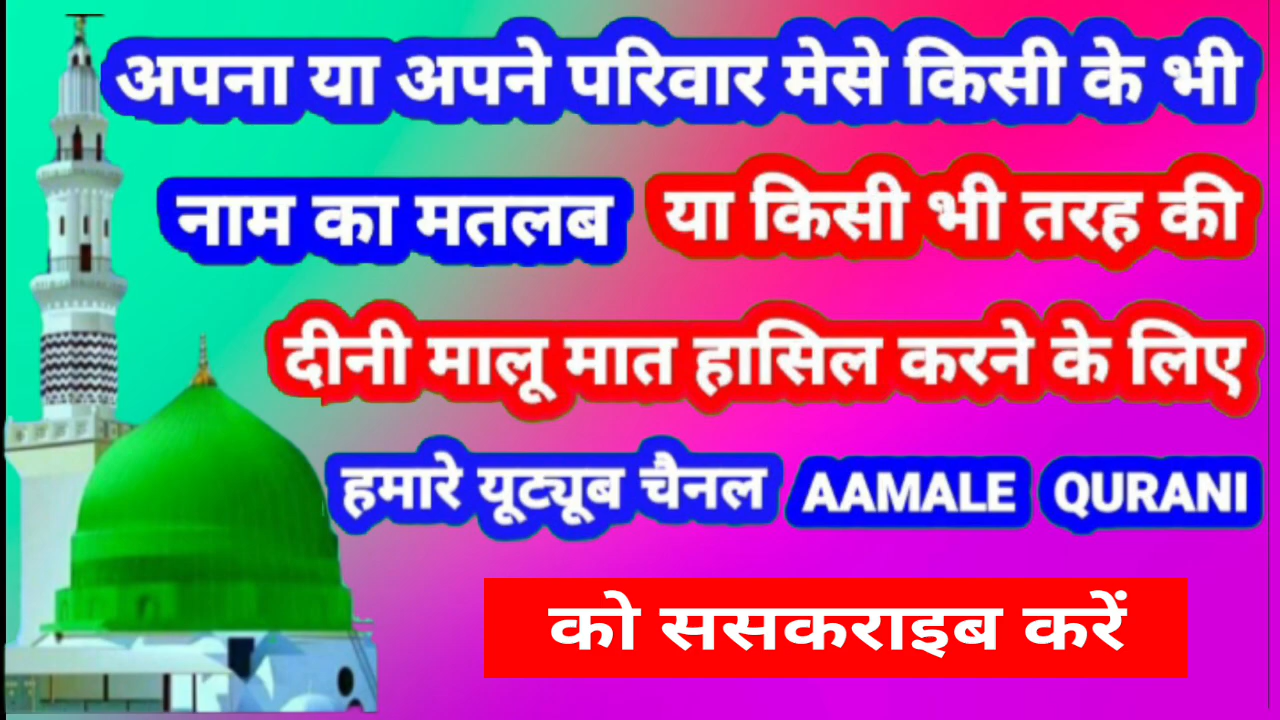 अपना या अपने परिवार मेसे किसी के भी
नाम का मतलब या किसी भी तरह की
दीनी मालू मात हासिल करने के लिए
हमारे यूट्यूब चैनल AAMALE QURANI
को ससकराइब करें